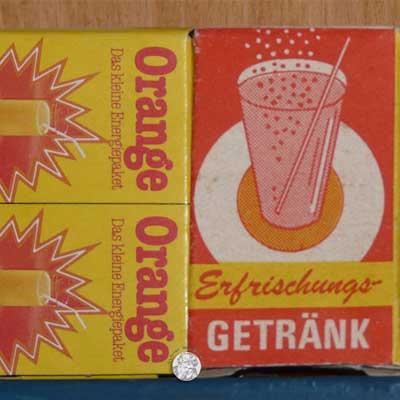 Orange
Das kleine Energiepaket
Orange
Das kleine Energiepaket
Erfrischungs-
GETRÄNK